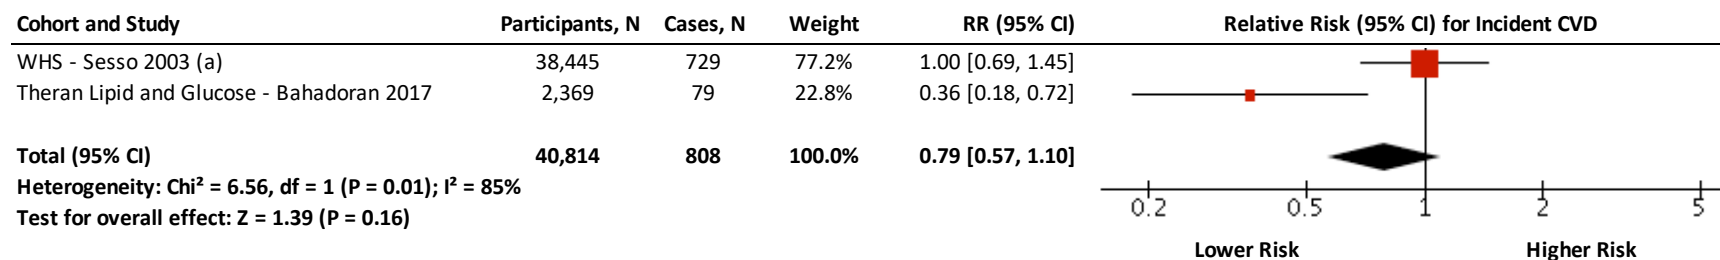 Cohort and Study Participants, N Cases, N Weight RR (95% CI) Relative Risk (95% CI) for Incident CVD
WHS - Sesso 2003 (a) 38,445 729 77.2% 1.00 [0.69, 1.45]
Theran Lipid and Glucose - Bahadoran 2017 2,369 79 22.8% 0.36 [0.18, 0.72]
Total (95% CI) 40,814 808 100.0% 0.79 [0.57, 1.10]
Heterogeneity: Chi² = 6.56, df = 1 (P = 0.01); I² = 85%
Test for overall effect: Z = 1.39 (P = 0.16)
0.2 0.5 1 2 5
Lower Risk Higher Risk